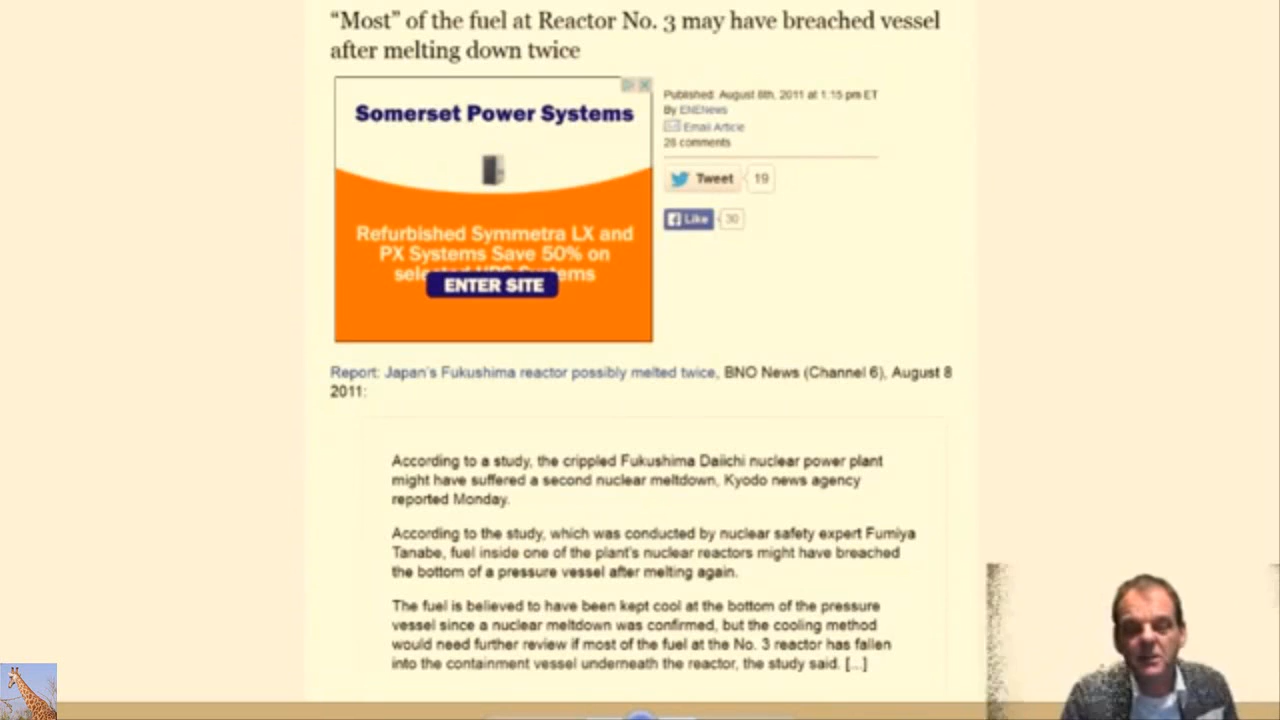 “Most” of the fuel at Reactor No. 3 may have breached vessel
after melting down twice
Somerset Power Systems
Refurbished Symmetra LX and
PX Systems Save 50% on
ENTER SITE
Published: August 8th, 2011 at 1:15 pm ET
By ENENews
Email Article
28 comments
Tweet 19
Like 30
Report: Japan's Fukushima reactor possibly melted twice, BNO News (Channel 6), August 8
2011:
According to a study, the crippled Fukushima Daiichi nuclear power plant
might have suffered a second nuclear meltdown, Kyodo news agency
reported Monday.
According to the study, which was conducted by nuclear safety expert Fumiya
Tanabe, fuel inside one of the plant's nuclear reactors might have breached
the bottom of a pressure vessel after melting again.
The fuel is believed to have been kept cool at the bottom of the pressure
vessel since a nuclear meltdown was confirmed, but the cooling method
would need further review if most of the fuel at the No. 3 reactor has fallen
into the containment vessel underneath the reactor, the study said. [...]